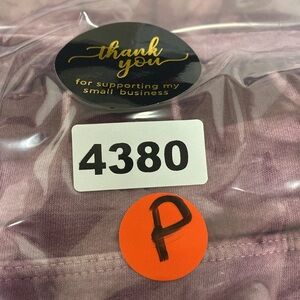 thank
you
for supporting my
small business
4380
P